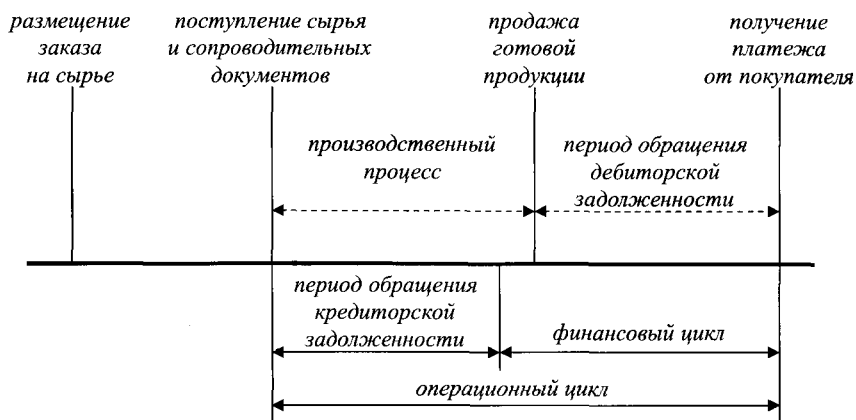 размещение
заказа
на сырье
поступление сырья
и сопроводительных
документов
продажа
готовой
продукции
получение
платежа
от покупателя
производственный
процесс
период обращения
дебиторской
задолженности
период обращения
кредиторской
задолженности
финансовый цикл
операционный цикл